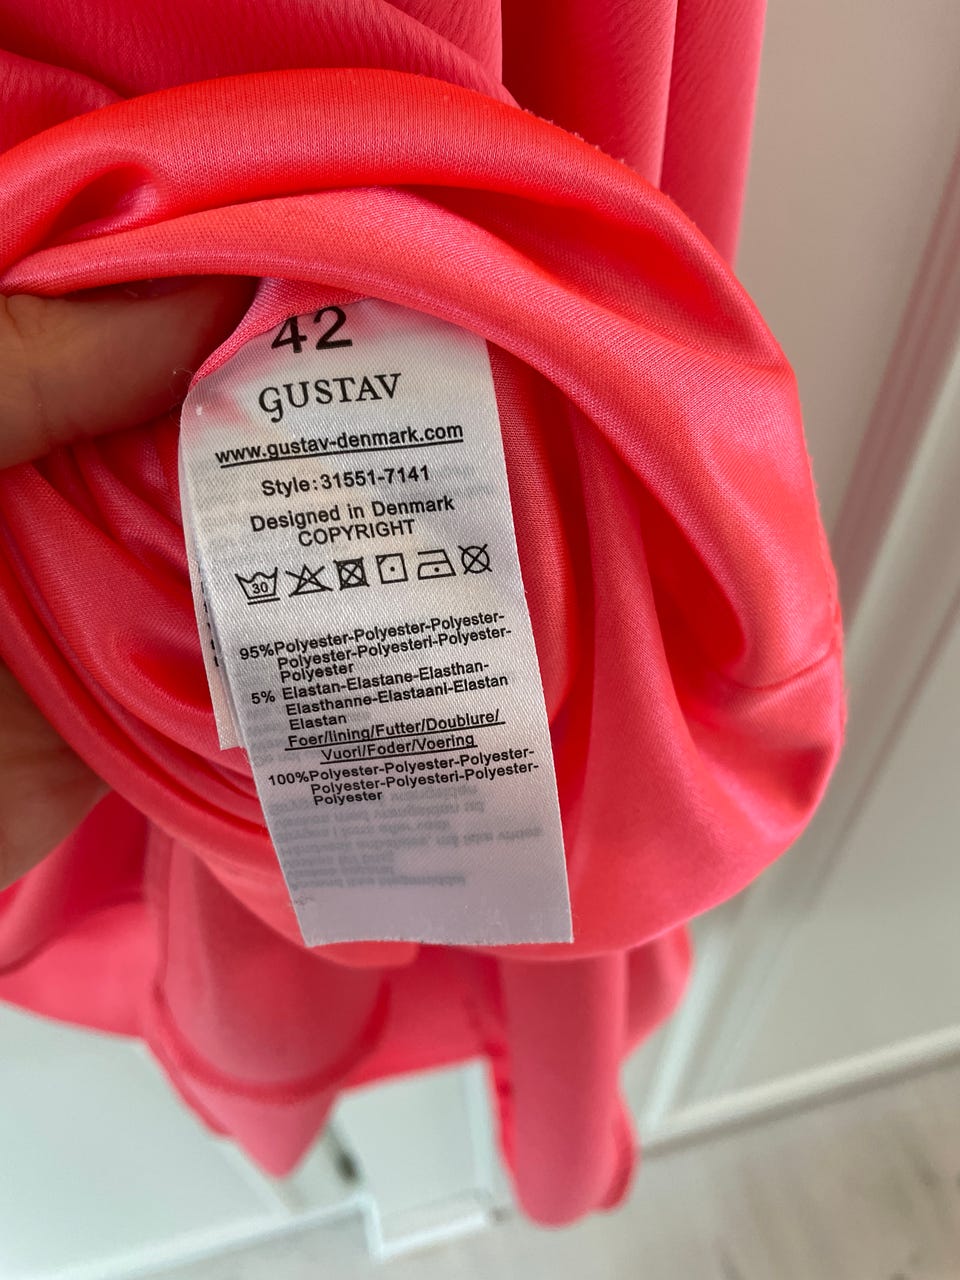 42
GUSTAV
www.gustav-denmark.com
Style:31551-7141
Designed in Denmark
COPYRIGHT
30
95%Polyester-Polyester-Polyester-
Polyester-Polyesteri-Polyester-
Polyester
5% Elastan-Elastane-Elasthan-
Elasthanne-Elastaani-Elastan
Elastan
Foer/lining/Futter/Doublure/
Vuori/Foder/Voering
100%Polyester-Polyester-Polyester-
Polyester-Polyesteri-Polyester-
Polyester